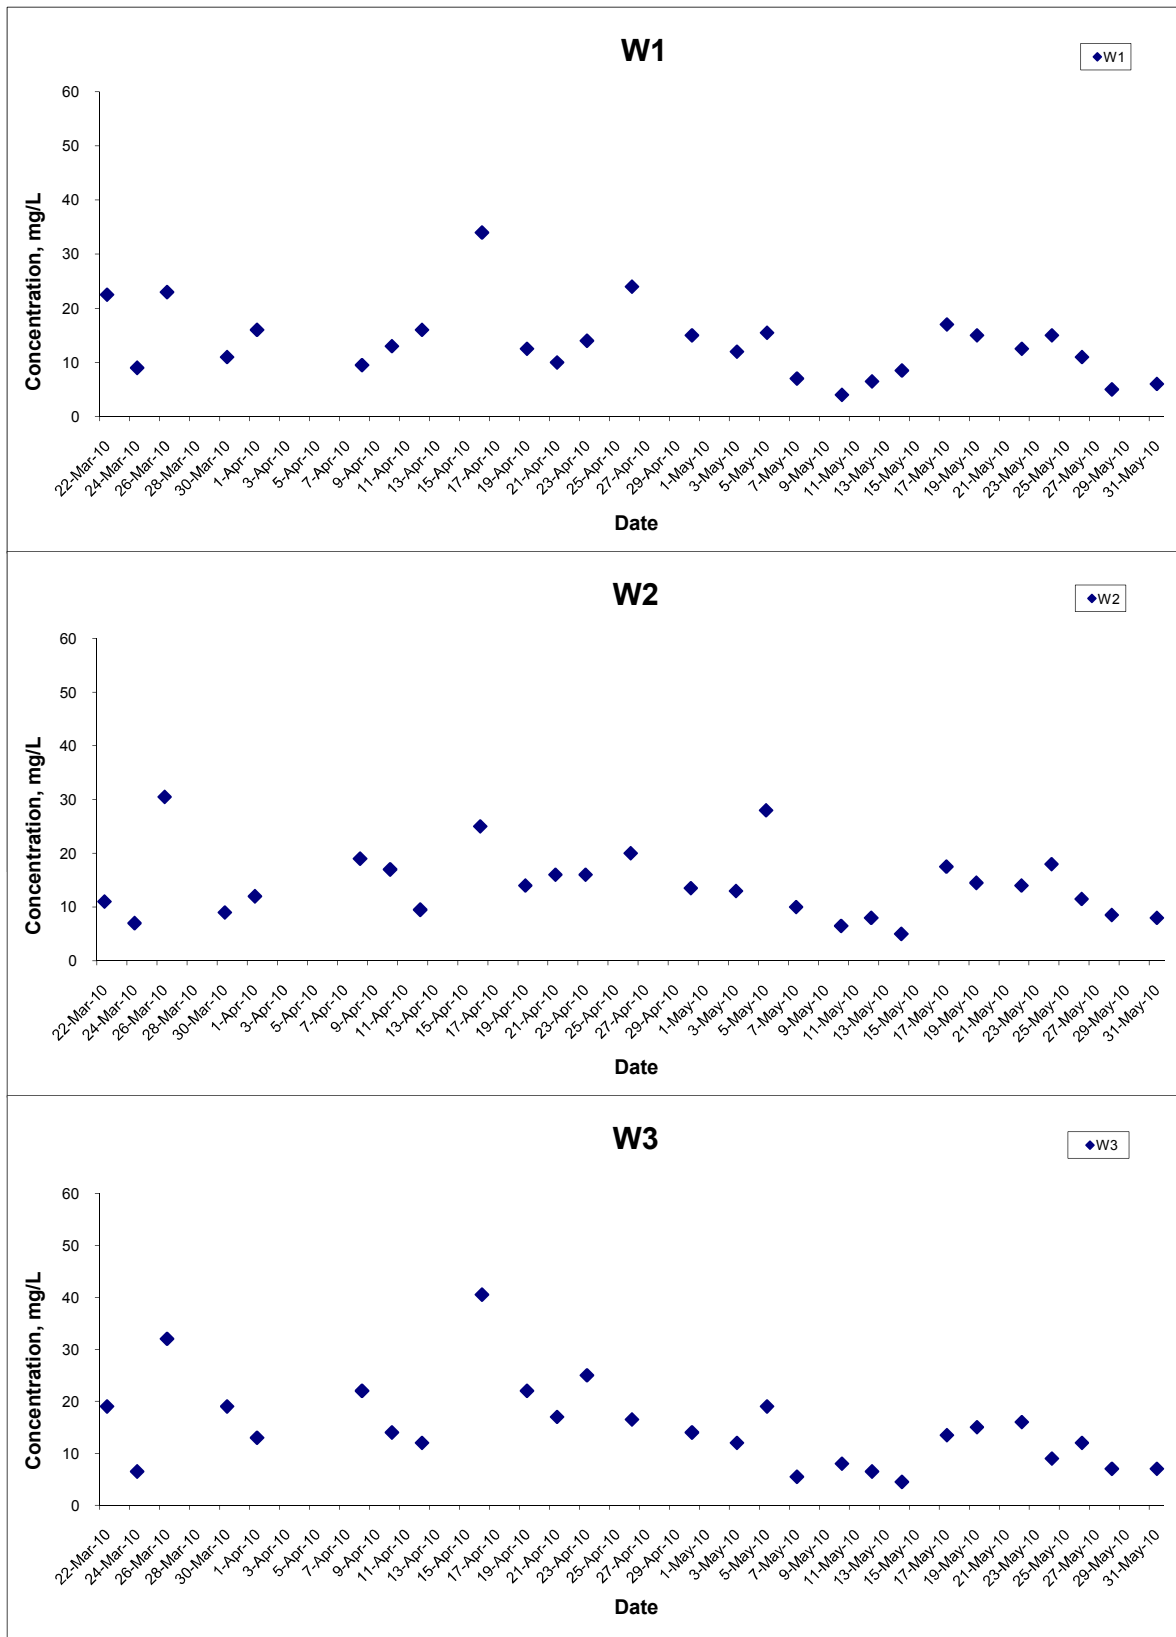 W1
W1
60
50
40
30
20
10
0
Concentration, mg/L
22-Mar-10 24-Mar-10 26-Mar-10 28-Mar-10 30-Mar-10 1-Apr-10 3-Apr-10 5-Apr-10 7-Apr-10 9-Apr-10 11-Apr-10 13-Apr-10 15-Apr-10 17-Apr-10 19-Apr-10 21-Apr-10 23-Apr-10 25-Apr-10 27-Apr-10 29-Apr-10 1-May-10 3-May-10 5-May-10 7-May-10 9-May-10 11-May-10 13-May-10 15-May-10 17-May-10 19-May-10 21-May-10 23-May-10 25-May-10 27-May-10 29-May-10 31-May-10
Date
W2
W2
60
50
40
30
20
10
0
Concentration, mg/L
22-Mar-10 24-Mar-10 26-Mar-10 28-Mar-10 30-Mar-10 1-Apr-10 3-Apr-10 5-Apr-10 7-Apr-10 9-Apr-10 11-Apr-10 13-Apr-10 15-Apr-10 17-Apr-10 19-Apr-10 21-Apr-10 23-Apr-10 25-Apr-10 27-Apr-10 29-Apr-10 1-May-10 3-May-10 5-May-10 7-May-10 9-May-10 11-May-10 13-May-10 15-May-10 17-May-10 19-May-10 21-May-10 23-May-10 25-May-10 27-May-10 29-May-10 31-May-10
Date
W3
W3
60
50
40
30
20
10
0
Concentration, mg/L
22-Mar-10 24-Mar-10 26-Mar-10 28-Mar-10 30-Mar-10 1-Apr-10 3-Apr-10 5-Apr-10 7-Apr-10 9-Apr-10 11-Apr-10 13-Apr-10 15-Apr-10 17-Apr-10 19-Apr-10 21-Apr-10 23-Apr-10 25-Apr-10 27-Apr-10 29-Apr-10 1-May-10 3-May-10 5-May-10 7-May-10 9-May-10 11-May-10 13-May-10 15-May-10 17-May-10 19-May-10 21-May-10 23-May-10 25-May-10 27-May-10 29-May-10 31-May-10
Date